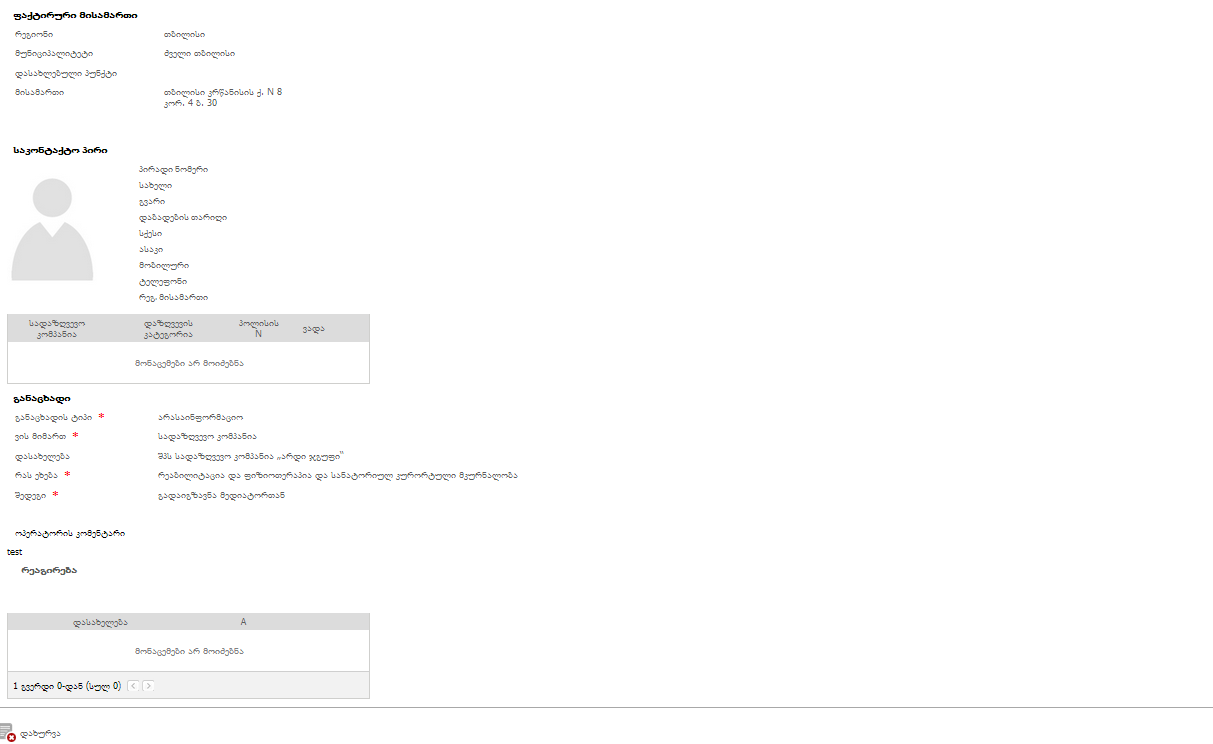 ფაქტიური მისამართი
რეგიონი თბილისი
მუნიციპალიტეტი ძველი თბილისი
დასახლებული პუნქტი
მისამართი თბილისი კრწანისის ქ. N 8
კორ. 4 ბ. 30
საკონტაქტო პირი
პირადი ნომერი
სახელი
გვარი
დაბადების თარიღი
სქესი
ასაკი
მობილური
ტელეფონი
რეგ. მისამართი
სადაზღვევო დაზღვევის პოლისის ვადა
კომპანია კატეგორია N
მონაცემები არ მოიძებნა
განაცხადი
განაცხადის ტიპი * არასაინფორმაციო
ვის მიმართ * სადაზღვევო კომპანია
დასახელება შპს სადაზღვევო კომპანია „არდი ჯგუფი“
რას ეხება * რეაბილიტაცია და ფიზიოთერაპია და სანატორიულ კურორტული მკურნალობა
შედეგი * გადაიგზავნა მედიატორთან
ოპერატორის კომენტარი
test
რეაგირება
დასახელება A
მონაცემები არ მოიძებნა
1 გვერდი 0-დან (სულ 0)
დახურვა